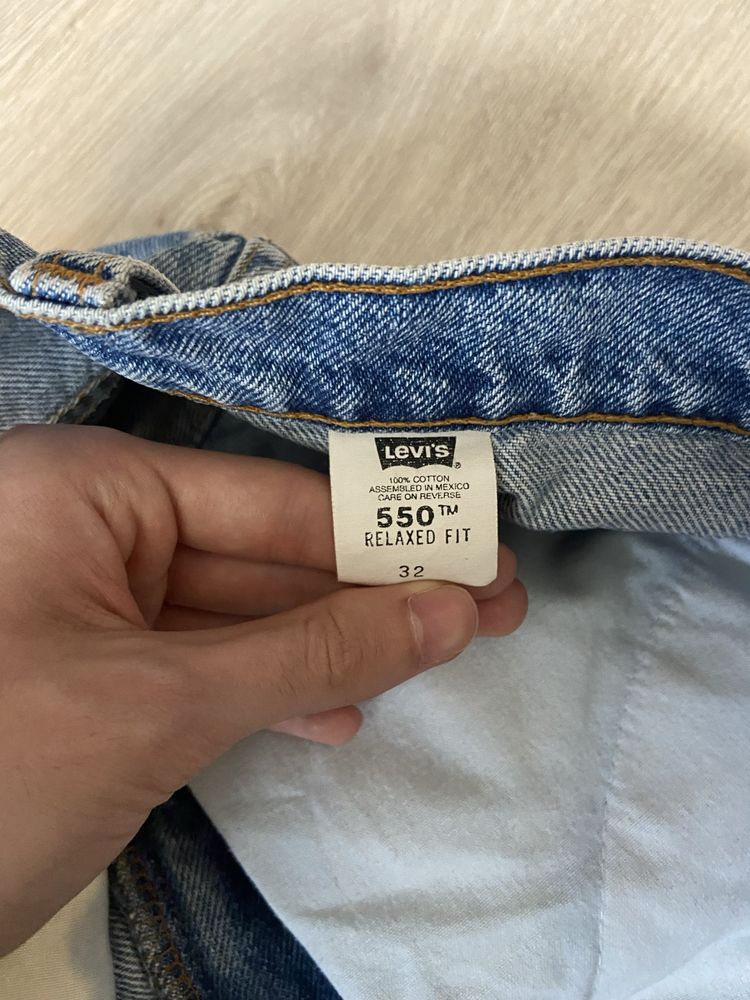 Levi's
®
100% COTTON
ASSEMBLED IN MEXICO
CARE ON REVERSE
550™
RELAXED FIT
32